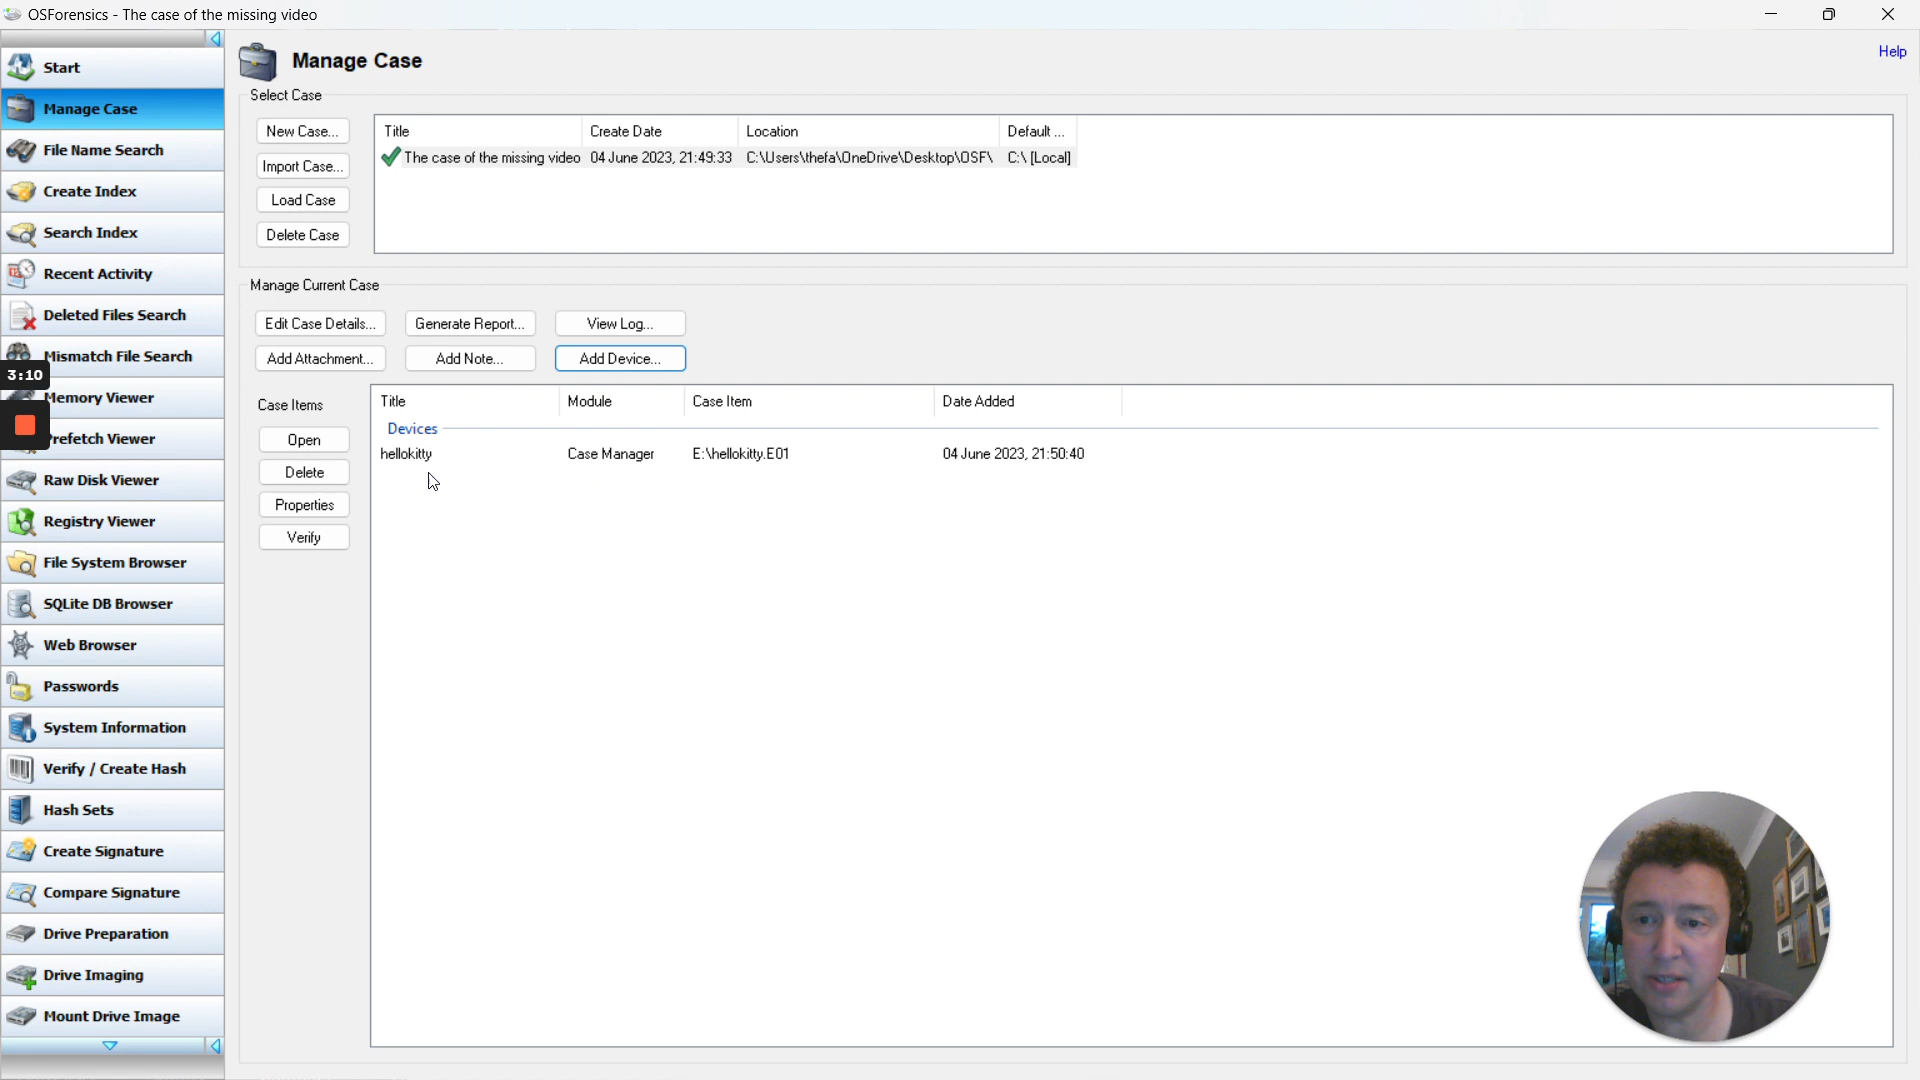 OSForensics - The case of the missing video
Help
Start
Manage Case
File Name Search
Create Index
Search Index
Recent Activity
Deleted Files Search
Mismatch File Search
3:10
Memory Viewer
Prefetch Viewer
Raw Disk Viewer
Registry Viewer
File System Browser
SQLite DB Browser
Web Browser
Passwords
System Information
Verify / Create Hash
Hash Sets
Create Signature
Compare Signature
Drive Preparation
Drive Imaging
Mount Drive Image
Manage Case
Select Case
New Case...
Import Case...
Load Case
Delete Case
Title Create Date Location Default ...
The case of the missing video 04 June 2023, 21:49:33 C:\Users\thefa\OneDrive\Desktop\OSF\ C:\ [Local]
Manage Current Case
Edit Case Details... Generate Report... View Log...
Add Attachment... Add Note... Add Device...
Case Items
Open
Delete
Properties
Verify
Title Module Case Item Date Added
Devices
hellokitty Case Manager E:\hellokitty.E01 04 June 2023, 21:50:40